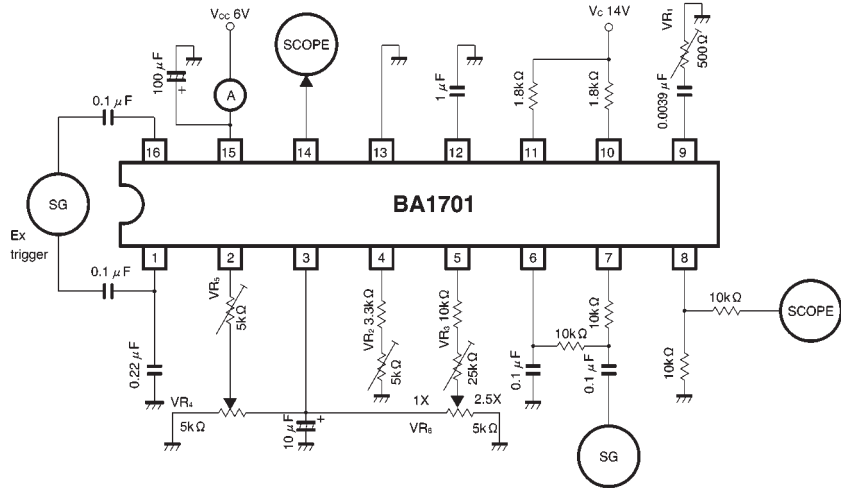 Vcc 6V
Vc 14V
VR₁
500Ω
0.0039 μF
100 μF
+
A
SCOPE
1 μF
1.8kΩ
1.8kΩ
0.1 μF
16
15
14
13
12
11
10
9
SG
BA1701
Ex
trigger
0.1 μF
1
2
3
4
5
6
7
8
VR₅
5kΩ
VR₂ 3.3kΩ
5kΩ
VR₃ 10kΩ
25kΩ
10kΩ
10kΩ
10kΩ
SCOPE
0.22 μF
0.1 μF
0.1 μF
10kΩ
VR₄
5kΩ
10 μF
+
1X
2.5X
VR₆
5kΩ
SG